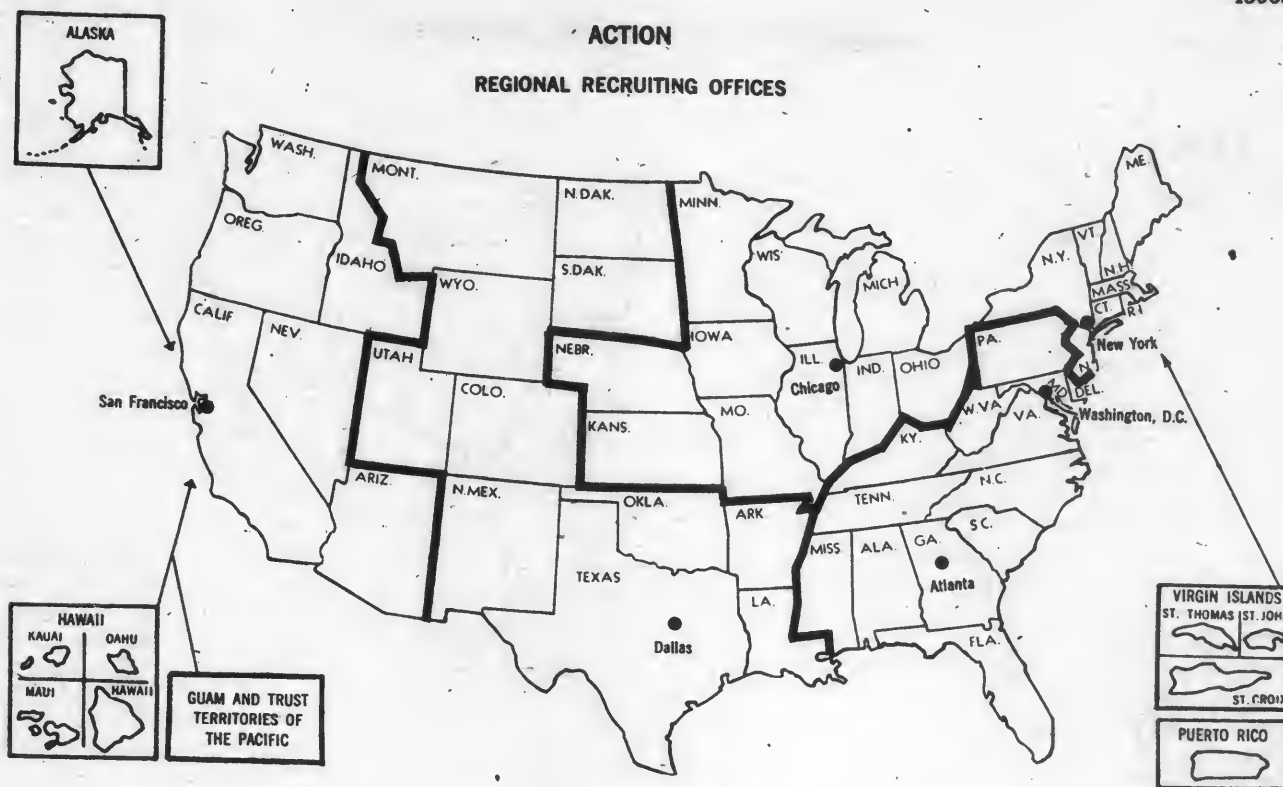 ACTION
REGIONAL RECRUITING OFFICES
ALASKA
WASH.
MONT.
N.DAK.
MINN.
ME.
OREG.
IDAHO
WYO.
S.DAK.
WIS
MICH
N.Y.
VT.
N.H
MASS
CT.
R I
CALIF
NEV.
UTAH
COLO.
NEBR.
IOWA
ILL.
IND.
OHIO
PA.
New York
N J
San Francisco
Chicago
KANS.
MO.
KY.
W.VA
VA.
DEL.
Washington, D.C.
ARIZ.
N.MEX.
OKLA.
ARK.
TENN.
N.C.
S C.
TEXAS
LA.
MISS
ALA.
GA.
Atlanta
Dallas
FLA.
HAWAII
KAUAI
OAHU
MAUI
HAWAII
GUAM AND TRUST
TERRITORIES OF
THE PACIFIC
VIRGIN ISLANDS
ST. THOMAS
ST. CROIX
PUERTO RICO